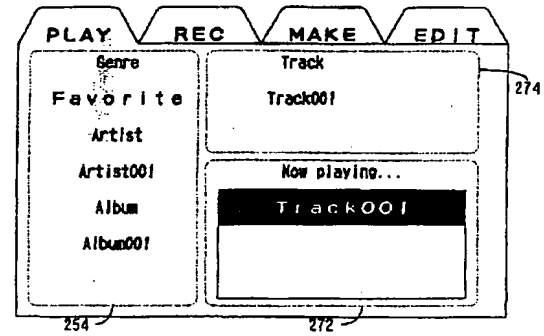 PLAY REC MAKE EDIT
Genre
Favorite
Artist
Artist001
Album
Album001
Track
Track001
274
Now playing...
Track001
254
272